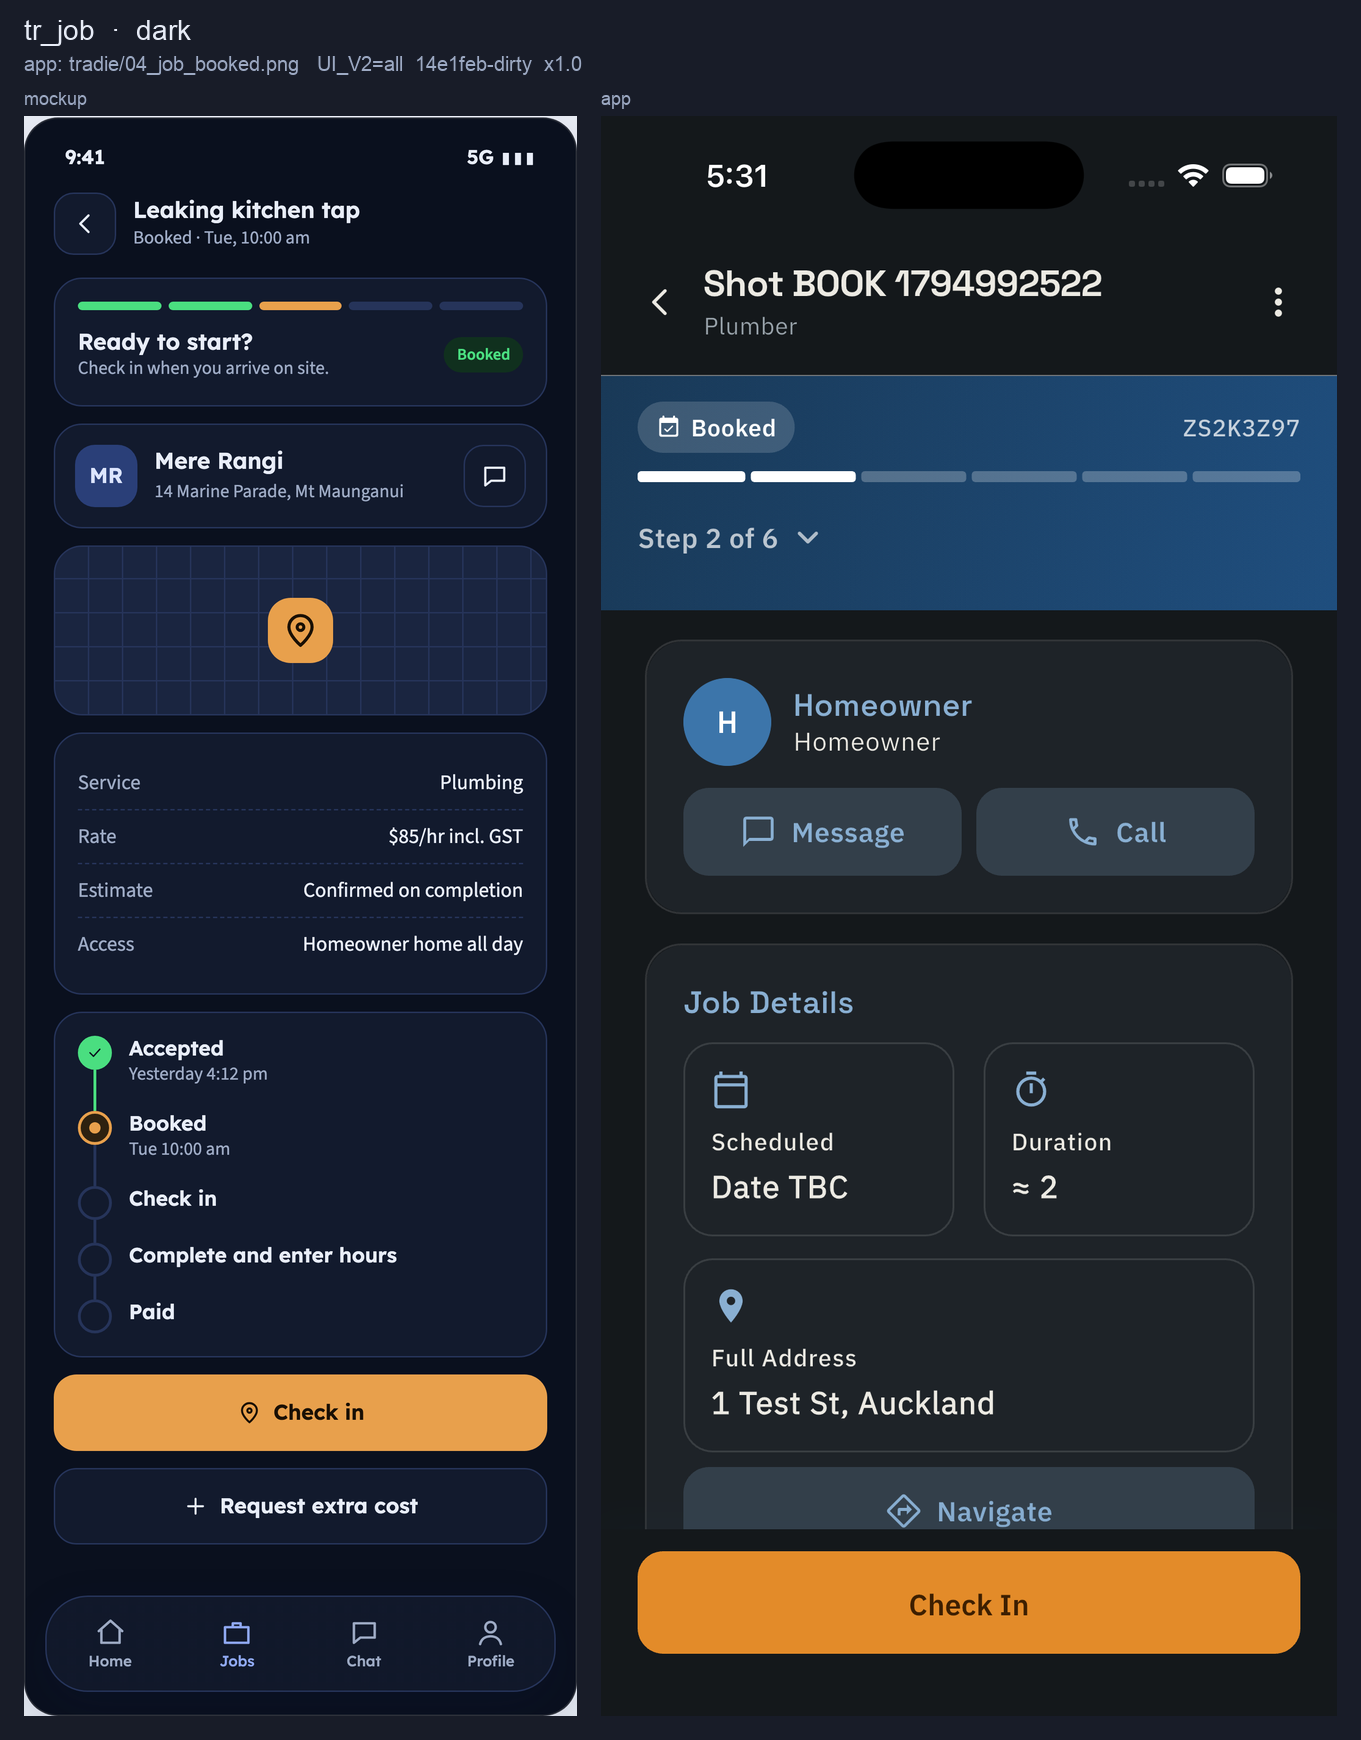 tr_job · dark
app: tradie/04_job_booked.png UI_V2=all 14e1feb-dirty x1.0
mockup
9:41
5G
Leaking kitchen tap
Booked · Tue, 10:00 am
Ready to start?
Check in when you arrive on site.
Booked
MR
Mere Rangi
14 Marine Parade, Mt Maunganui
Service
Plumbing
Rate
$85/hr incl. GST
Estimate
Confirmed on completion
Access
Homeowner home all day
Accepted
Yesterday 4:12 pm
Booked
Tue 10:00 am
Check in
Complete and enter hours
Paid
Check in
Request extra cost
Home
Jobs
Chat
Profile
app
5:31
Shot BOOK 1794992522
Plumber
Booked
ZS2K3Z97
Step 2 of 6
H
Homeowner
Homeowner
Message
Call
Job Details
Scheduled
Date TBC
Duration
≈ 2
Full Address
1 Test St, Auckland
Navigate
Check In